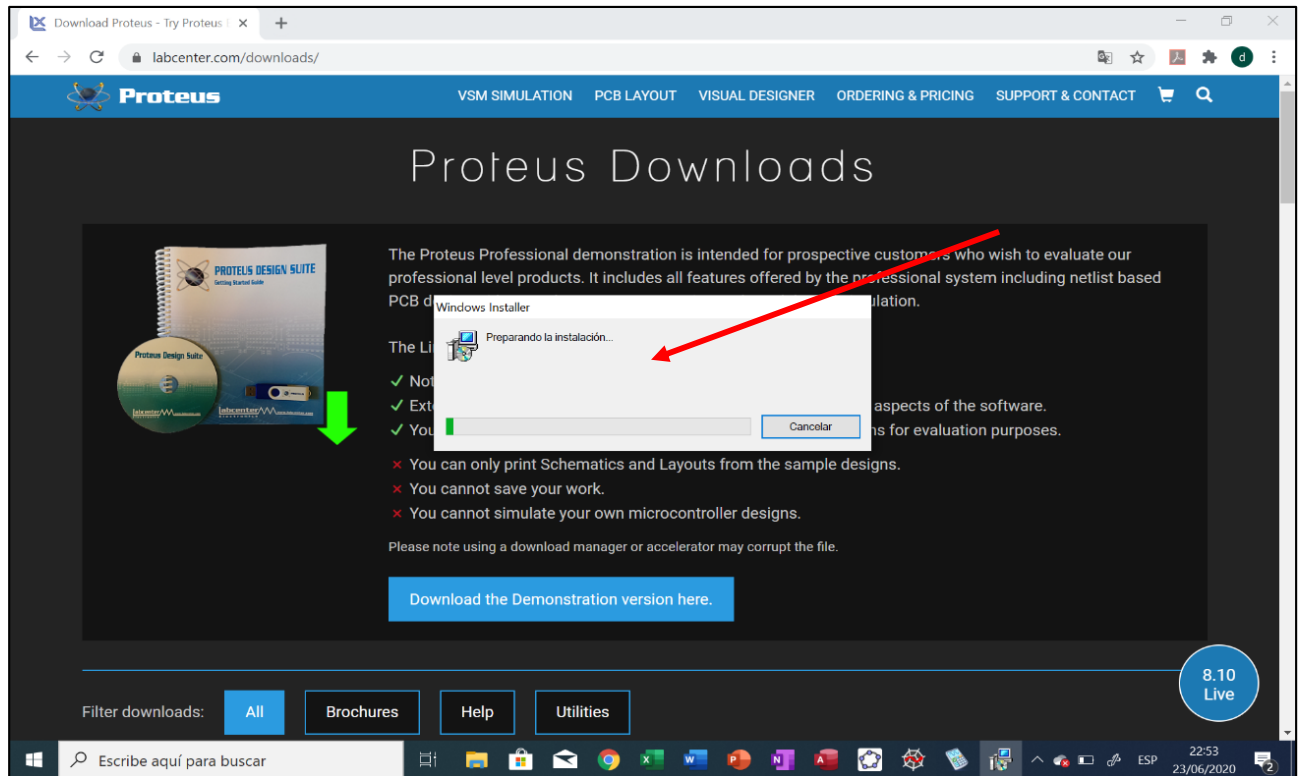 Download Proteus - Try Proteus
labcenter.com/downloads/
d
Proteus
VSM SIMULATION PCB LAYOUT VISUAL DESIGNER ORDERING & PRICING SUPPORT & CONTACT
Proteus Downloads
PROTEUS DESIGN SUITE
Getting Started Guide
Proteus Design Suite
labcenter
labcenter
The Proteus Professional demonstration is intended for prospective customers who wish to evaluate our
professional level products. It includes all features offered by the professional system including netlist based
PCB d
ulation.
Windows Installer
Preparando la instalación...
Cancelar
The Li
Not
Ext
aspects of the software.
You
ns for evaluation purposes.
You can only print Schematics and Layouts from the sample designs.
You cannot save your work.
You cannot simulate your own microcontroller designs.
Please note using a download manager or accelerator may corrupt the file.
Download the Demonstration version here.
8.10
Live
Filter downloads: All Brochures Help Utilities
Escribe aquí para buscar
ESP
22:53
23/06/2020
2